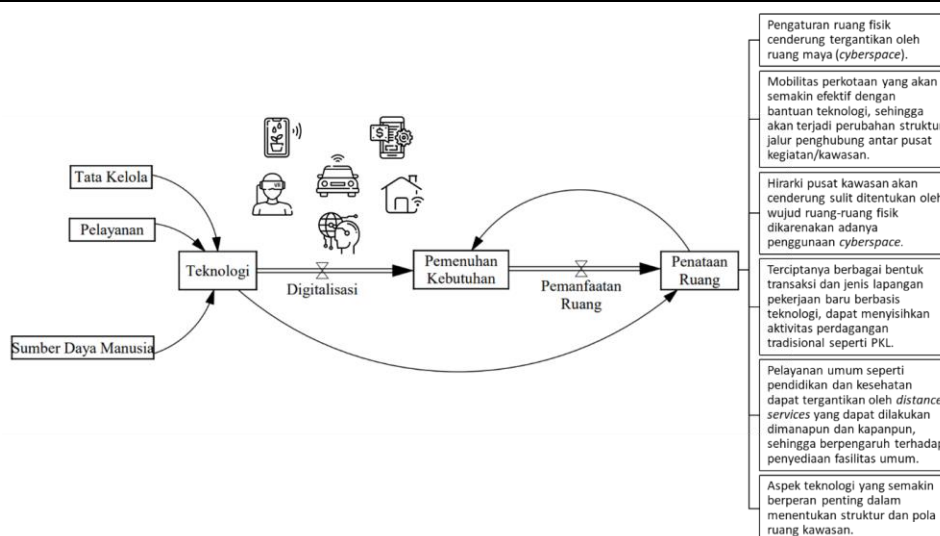 Tata Kelola
Pelayanan
Sumber Daya Manusia
Teknologi
Digitalisasi
VR
$
Pemenuhan
Kebutuhan
Pemanfaatan
Ruang
Penataan
Ruang
Pengaturan ruang fisik
cenderung tergantikan oleh
ruang maya (cyberspace).
Mobilitas perkotaan yang akan
semakin efektif dengan
bantuan teknologi, sehingga
akan terjadi perubahan struktur
jalur penghubung antar pusat
kegiatan/kawasan.
Hirarki pusat kawasan akan
cenderung sulit ditentukan oleh
wujud ruang-ruang fisik
dikarenakan adanya
penggunaan cyberspace.
Terciptanya berbagai bentuk
transaksi dan jenis lapangan
pekerjaan baru berbasis
teknologi, dapat menyisihkan
aktivitas perdagangan
tradisional seperti PKL.
Pelayanan umum seperti
pendidikan dan kesehatan
dapat tergantikan oleh distance
services yang dapat dilakukan
dimanapun dan kapanpun,
sehingga berpengaruh terhadap
penyediaan fasilitas umum.
Aspek teknologi yang semakin
berperan penting dalam
menentukan struktur dan pola
ruang kawasan.